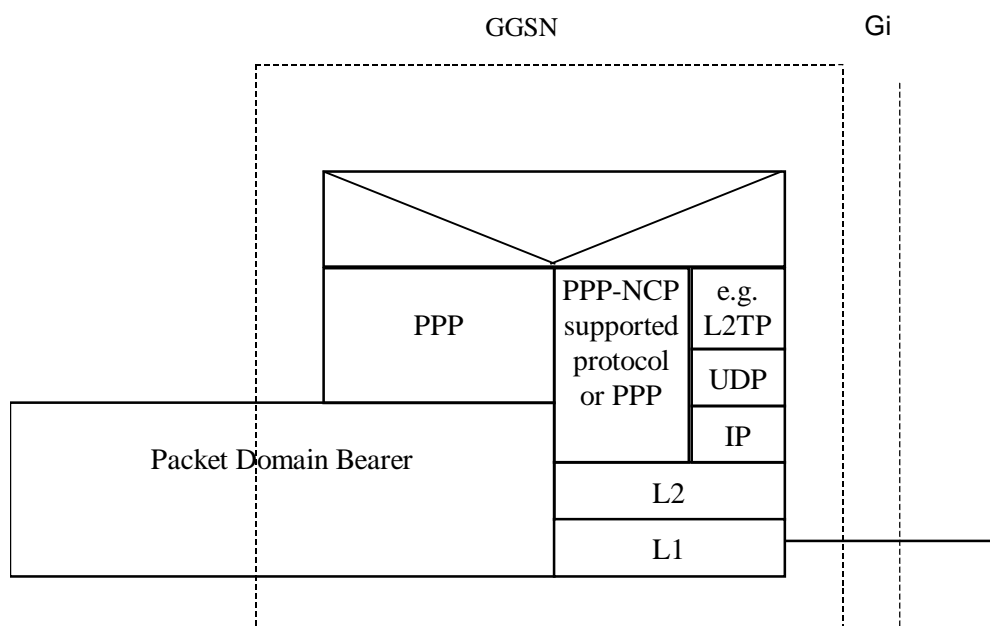 GGSN
Gi
PPP
PPP-NCP
supported
protocol
or PPP
e.g.
L2TP
UDP
IP
Packet Domain Bearer
L2
L1